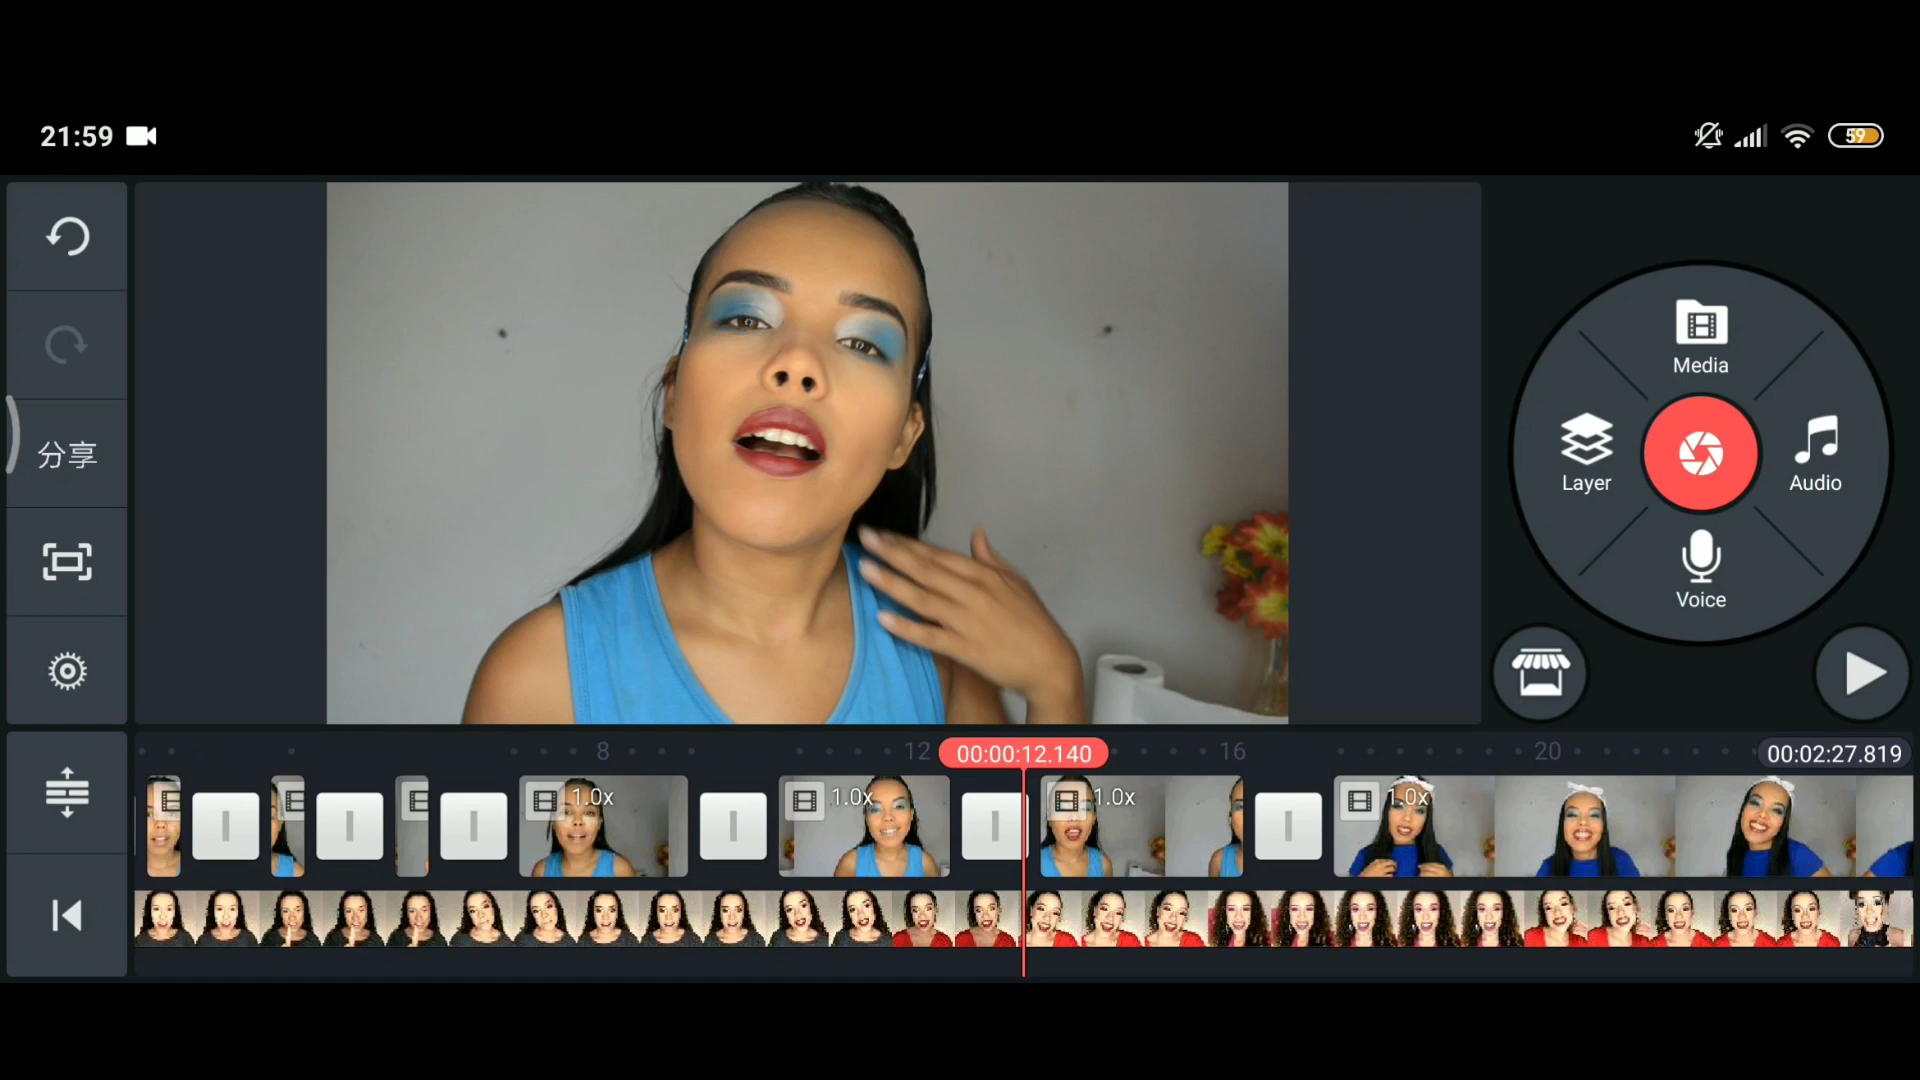 21:59
59
分享
Media
Layer
Audio
Voice
8
12
00:00:12.140
16
20
00:02:27.819
1.0x
1.0x
1.0x
1.0x